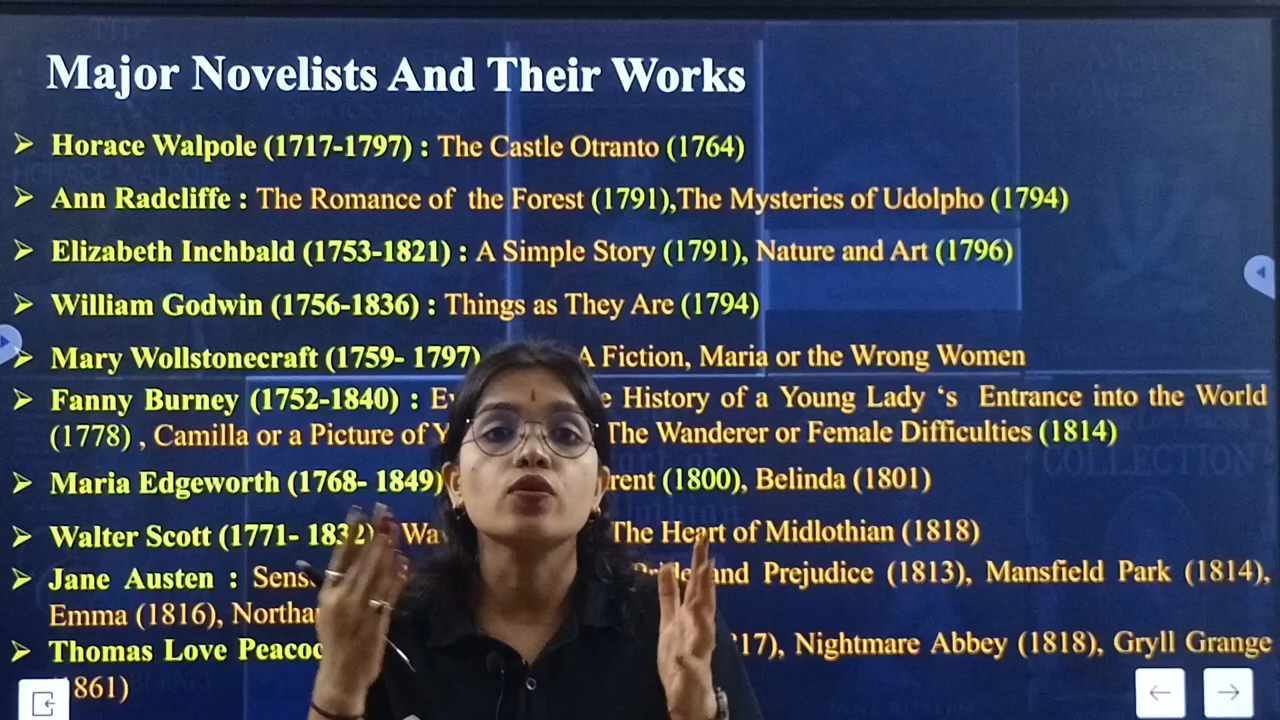 Major Novelists And Their Works
➢ Horace Walpole (1717-1797) : The Castle Otranto (1764)
➢ Ann Radcliffe : The Romance of the Forest (1791),The Mysteries of Udolpho (1794)
➢ Elizabeth Inchbald (1753-1821) : A Simple Story (1791), Nature and Art (1796)
➢ William Godwin (1756-1836) : Things as They Are (1794)
➢ Mary Wollstonecraft (1759- 1797) A Fiction, Maria or the Wrong Women
➢ Fanny Burney (1752-1840) : History of a Young Lady ‘s Entrance into the World
(1778) , Camilla or a Picture of The Wanderer or Female Difficulties (1814)
➢ Maria Edgeworth (1768- 1849) (1800), Belinda (1801)
➢ Walter Scott (1771- 1832) The Heart of Midlothian (1818)
➢ Jane Austen : Pride and Prejudice (1813), Mansfield Park (1814),
Emma (1816),
➢ Thomas Love Nightmare Abbey (1818), Gryll Grange
1861)